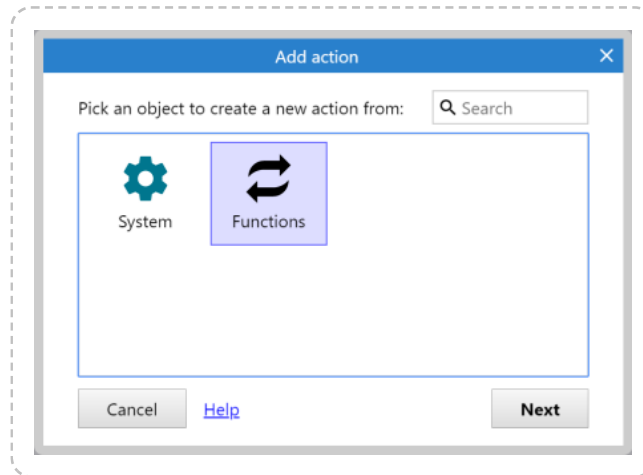 Add action
Pick an object to create a new action from:
Search
System
Functions
Cancel
Help
Next